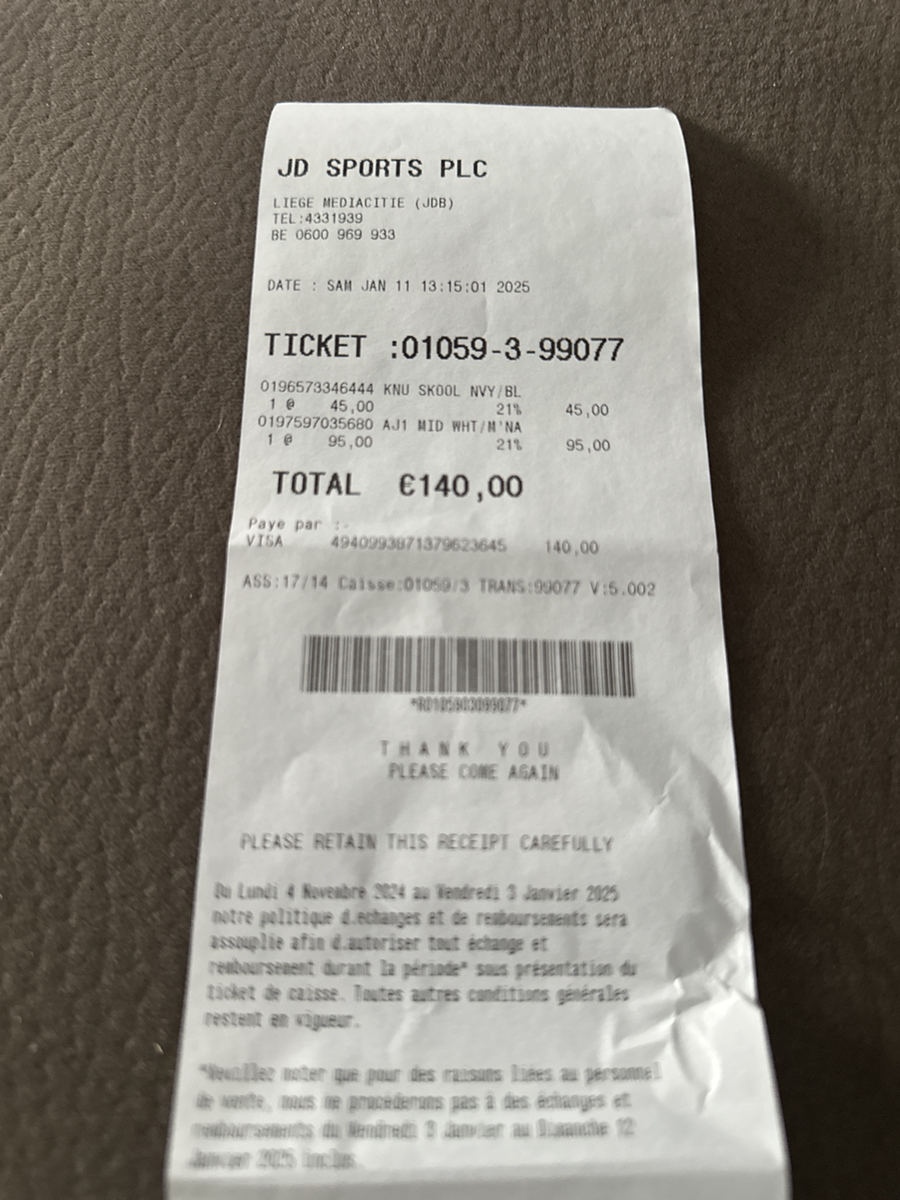 JD SPORTS PLC
LIEGE MEDIACITIE (JDB)
TEL:4331939
BE 0600 969 933
DATE : SAM JAN 11 13:15:01 2025
TICKET :01059-3-99077
0196573346444 KNU SKOOL NVY/BL
1 @ 45,00 21% 45,00
0197597035680 AJ1 MID WHT/M'NA
1 @ 95,00 21% 95,00
TOTAL €140,00
Paye par :-
VISA 4940993871379623645 140,00
ASS:17/14 Caisse:01059/3 TRANS:99077 V:5.002
*R0105903099077*
THANK YOU
PLEASE COME AGAIN
PLEASE RETAIN THIS RECEIPT CAREFULLY
Du Lundi 4 Novembre 2024 au Vendredi 3 Janvier 2025
notre politique d.echanges et de remboursements sera
assouplie afin d.autoriser tout échange et
remboursement durant la période* sous présentation du
ticket de caisse. Toutes autres conditions générales
restent en vigueur.
*Veuillez noter que pour des raisons liées au personnel
de vente, nous ne procéderons pas à des échanges et
remboursements du Vendredi 3 Janvier au Dimanche 12
Janvier 2025 inclus.